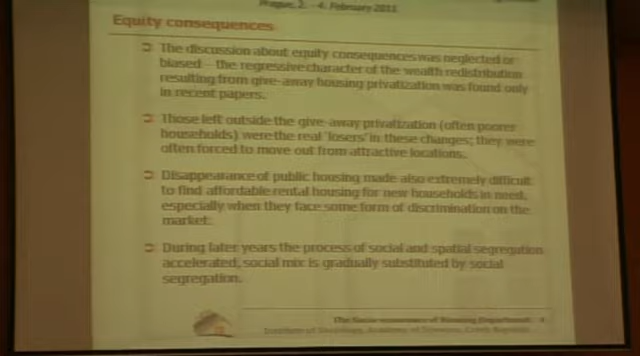 Prague, 2. - 4. February 2011
Equity consequences
The discussion about equity consequences was neglected or
biased – the regressive character of the wealth redistribution
resulting from give-away housing privatization was found only
in recent papers.
Those left outside the give-away privatization (often poorer
households) were the real 'losers' in these changes; they were
often forced to move out from attractive locations.
Disappearance of public housing made also extremely difficult
to find affordable rental housing for new households in need,
especially when they face some form of discrimination on the
market.
During later years the process of social and spatial segregation
accelerated, social mix is gradually substituted by social
segregation.
The Socio-economics of Housing Department
Institute of Sociology, Academy of Sciences, Czech Republic